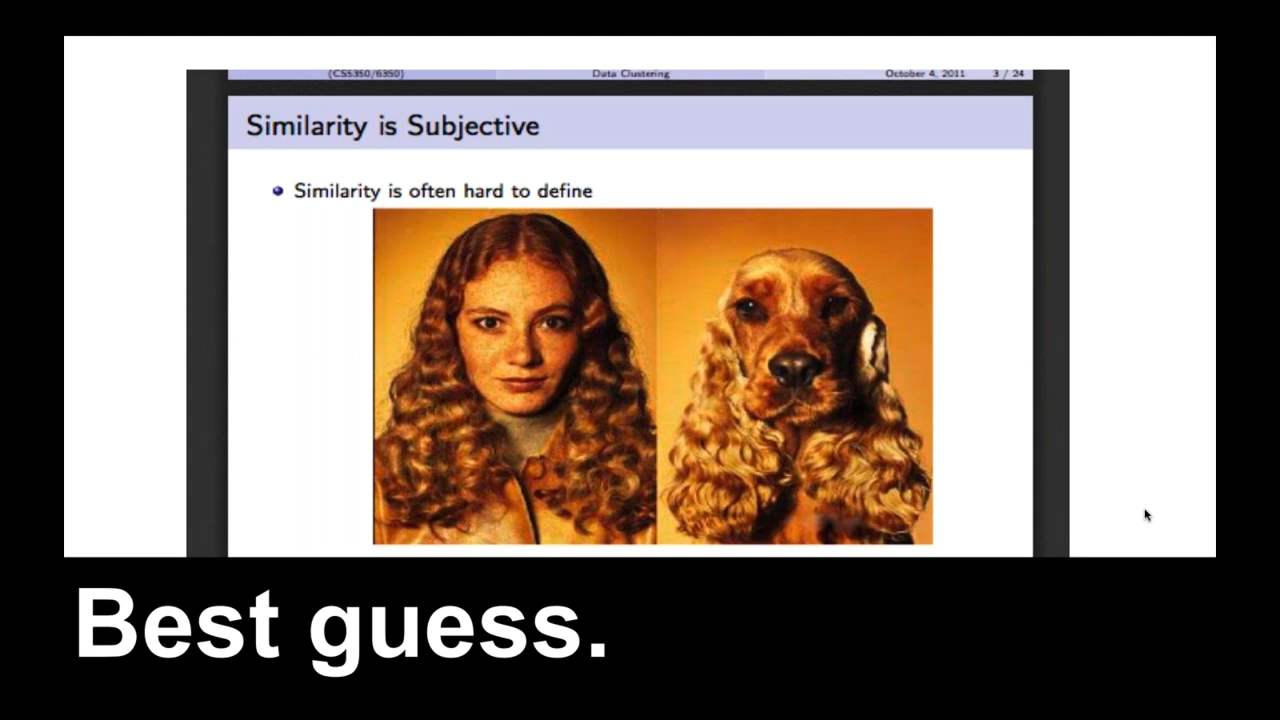 (CS5350/6350) Data Clustering October 4, 2011 3 / 24
Similarity is Subjective
Similarity is often hard to define
Best guess.